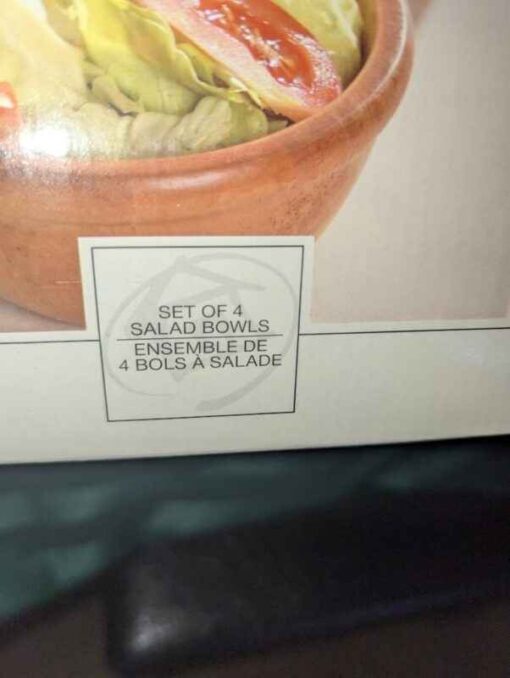 SET OF 4
SALAD BOWLS
ENSEMBLE DE
4 BOLS À SALADE